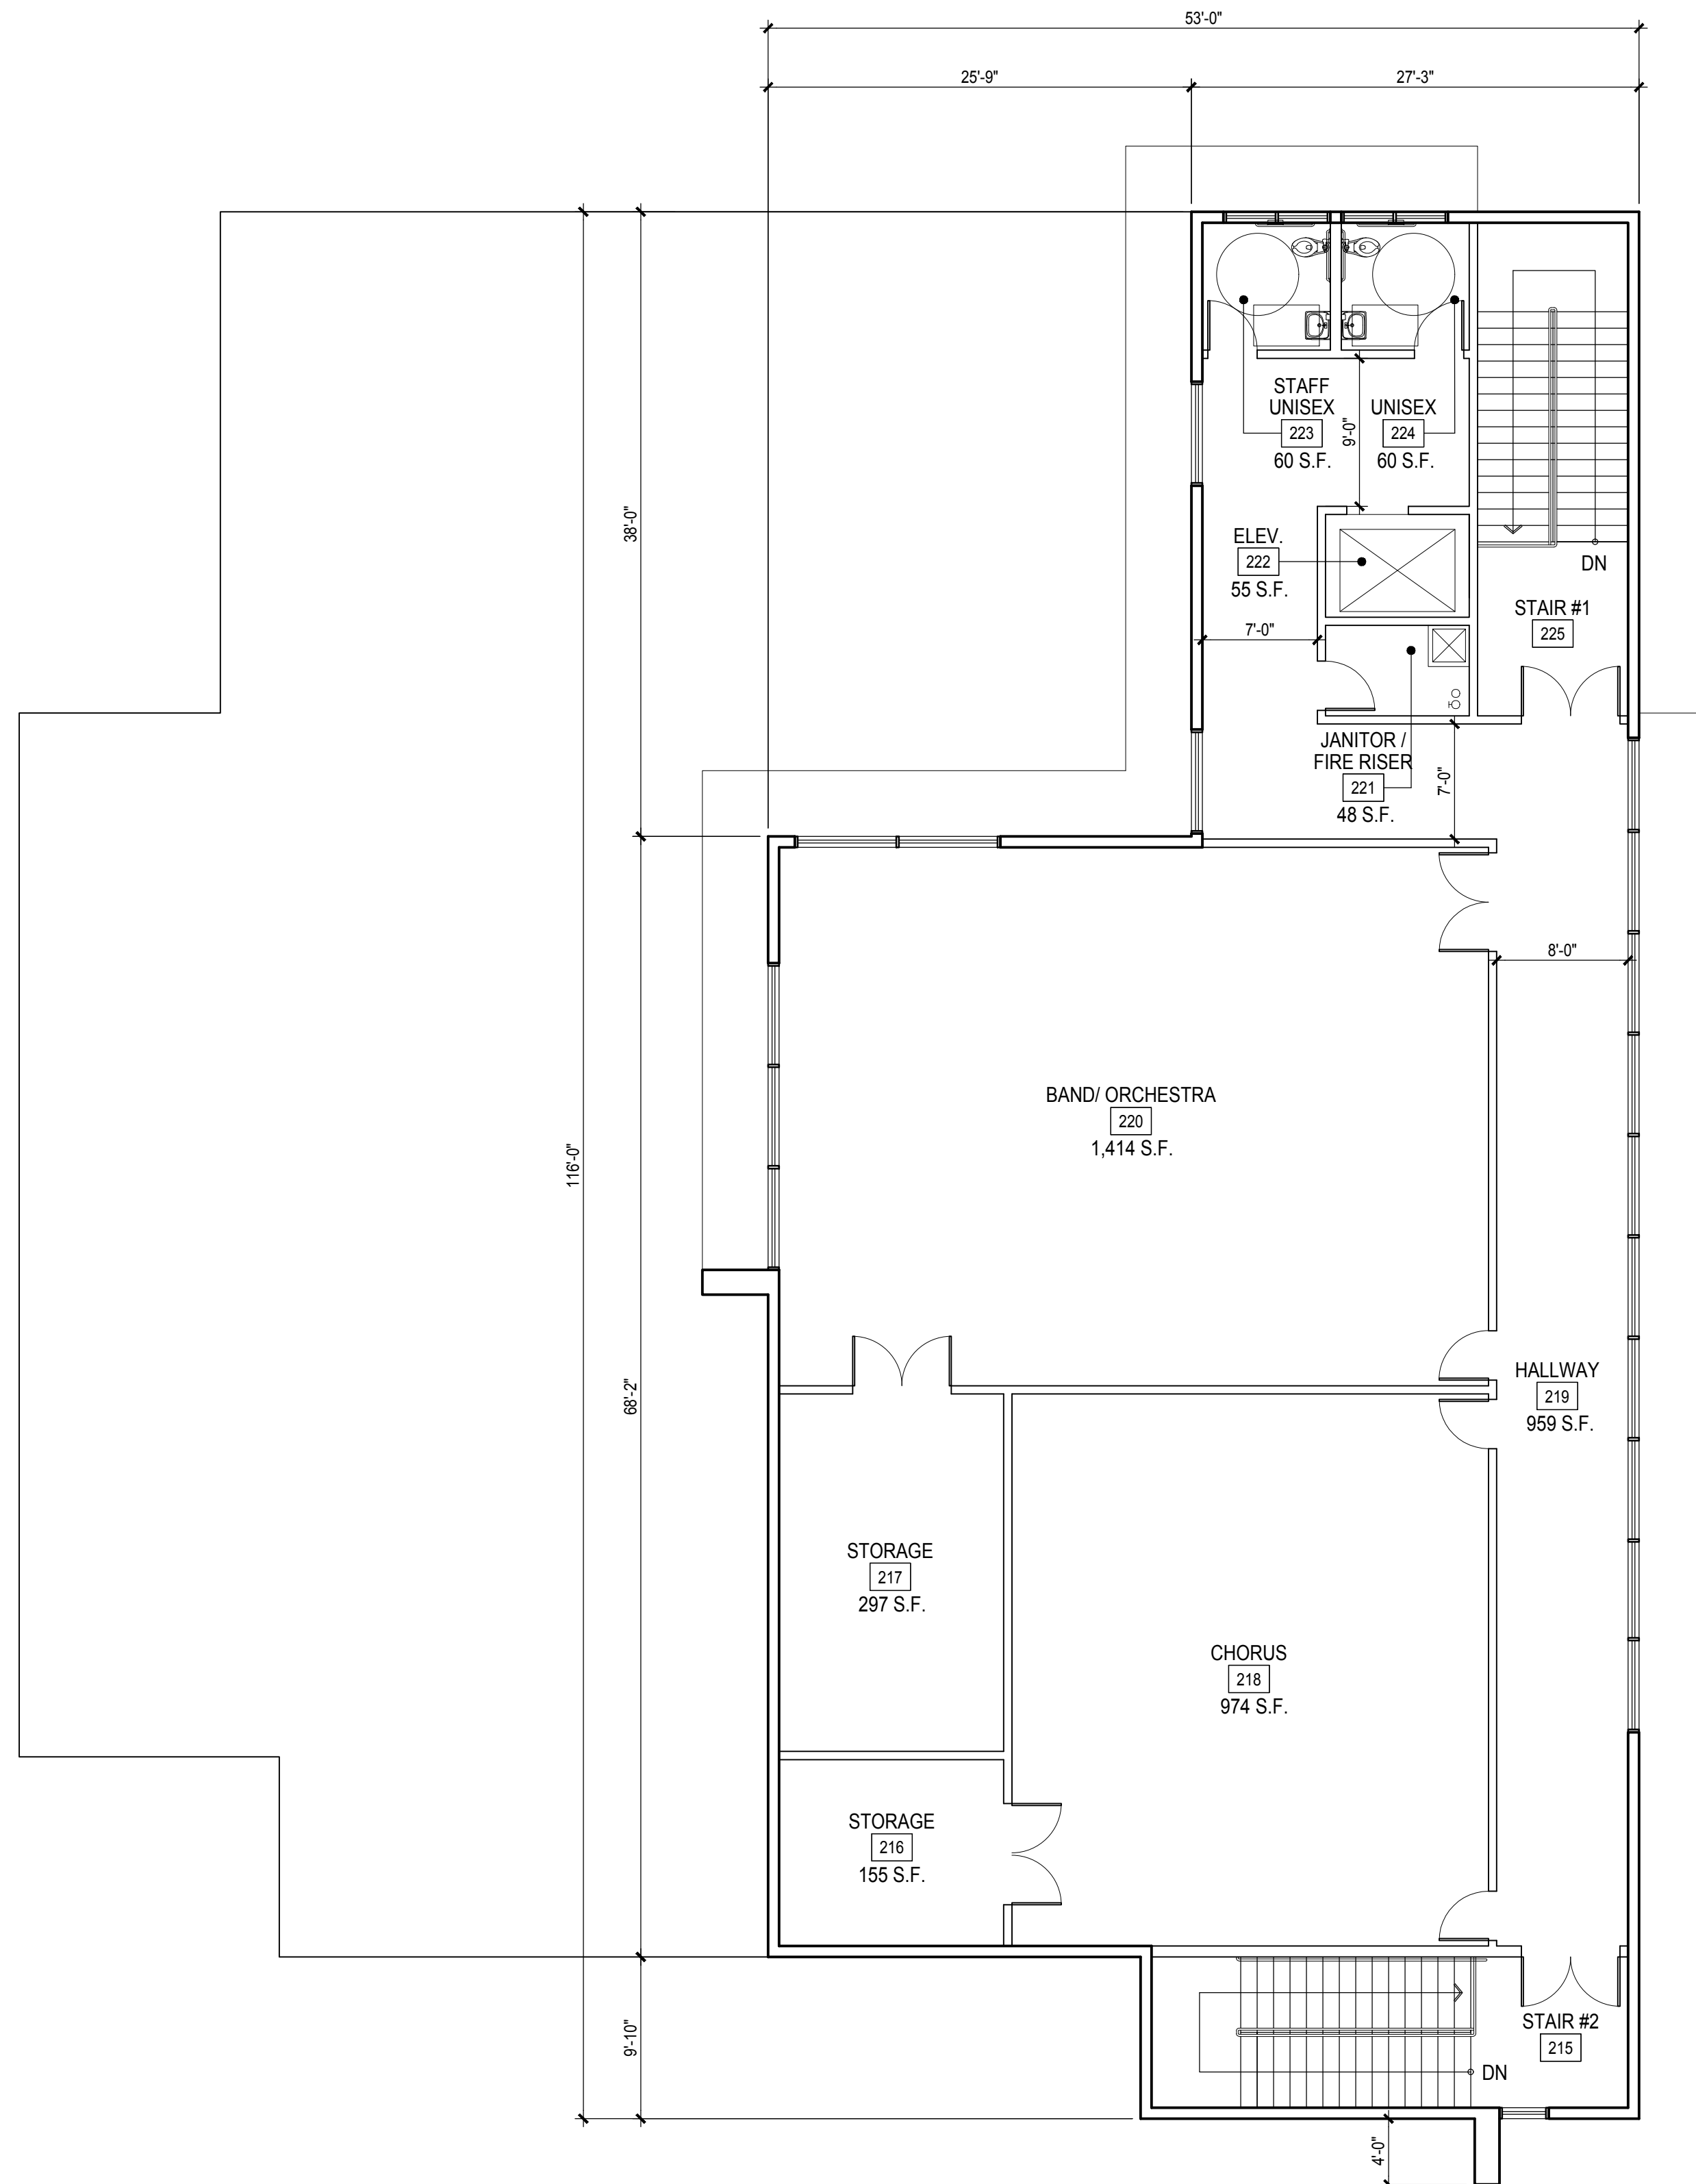 53'-0"
25'-9"
27'-3"
STAFF
UNISEX
223
60 S.F.
9'-0"
UNISEX
224
60 S.F.
38'-0"
ELEV.
222
55 S.F.
DN
STAIR #1
225
7'-0"
JANITOR /
FIRE RISER
221
48 S.F.
7'-0"
8'-0"
BAND/ ORCHESTRA
220
1,414 S.F.
116'-0"
68'-2"
HALLWAY
219
959 S.F.
STORAGE
217
297 S.F.
CHORUS
218
974 S.F.
STORAGE
216
155 S.F.
9'-10"
STAIR #2
215
DN
4'-0"